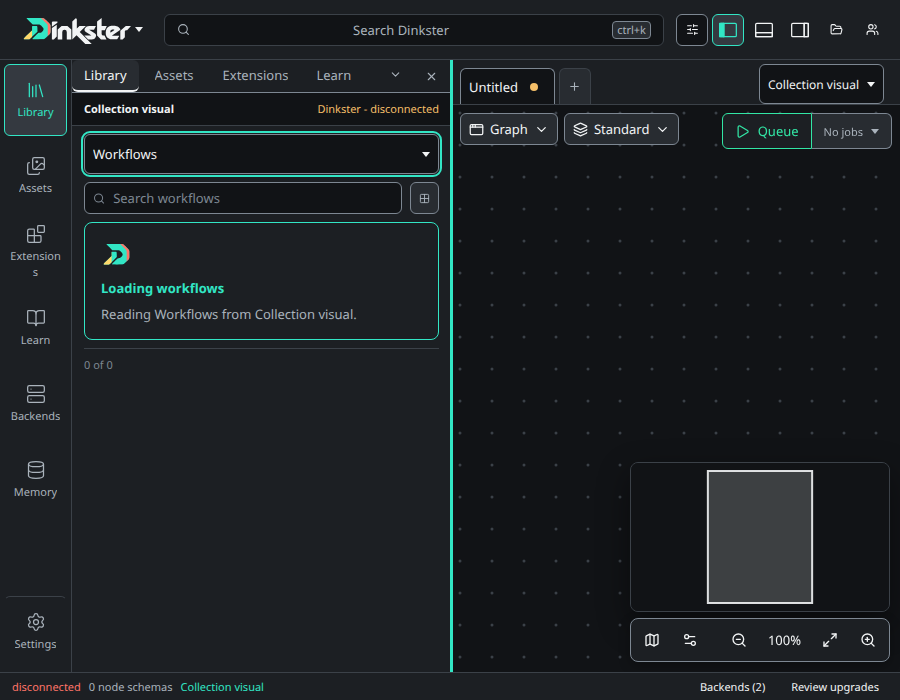 Dinkster
Search Dinkster
ctrl+k
Library
Assets
Extensions
Learn
Backends
Memory
Settings
Library
Assets
Extensions
Learn
Collection visual
Dinkster - disconnected
Workflows
Search workflows
Loading workflows
Reading Workflows from Collection visual.
0 of 0
Untitled
+
Collection visual
Graph
Standard
Queue
No jobs
100%
disconnected
0 node schemas
Collection visual
Backends (2)
Review upgrades